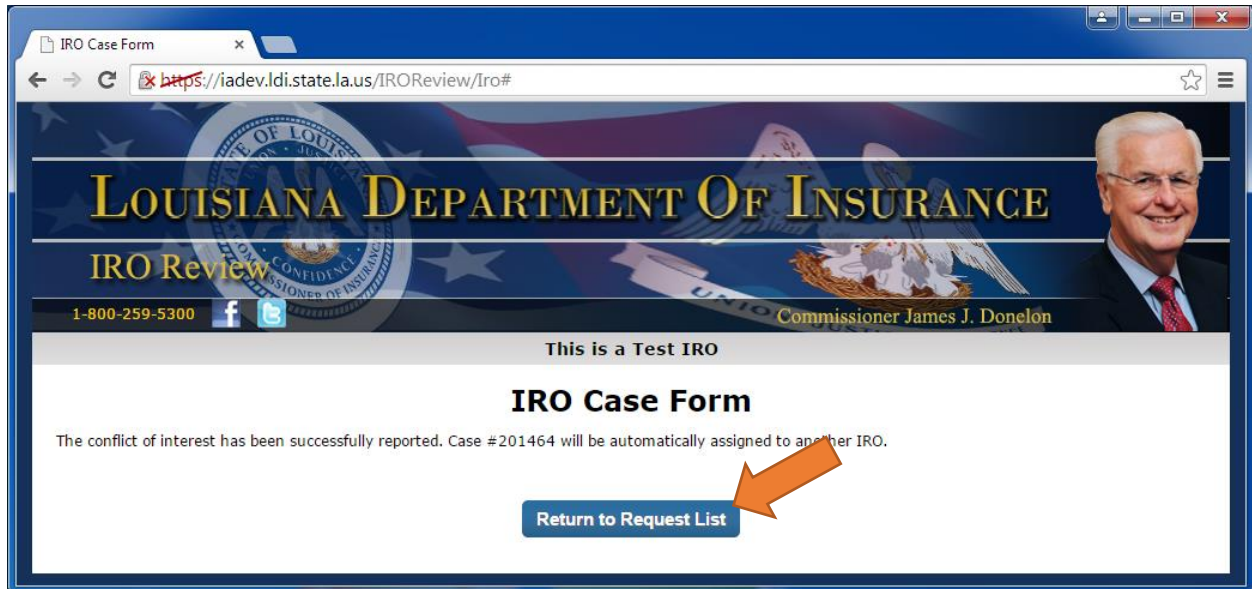 IRO Case Form
https://iadev.ldi.state.la.us/IROReview/Iro#
LOUISIANA DEPARTMENT OF INSURANCE
IRO Review
1-800-259-5300
Commissioner James J. Donelon
This is a Test IRO
IRO Case Form
The conflict of interest has been successfully reported. Case #201464 will be automatically assigned to another IRO.
Return to Request List